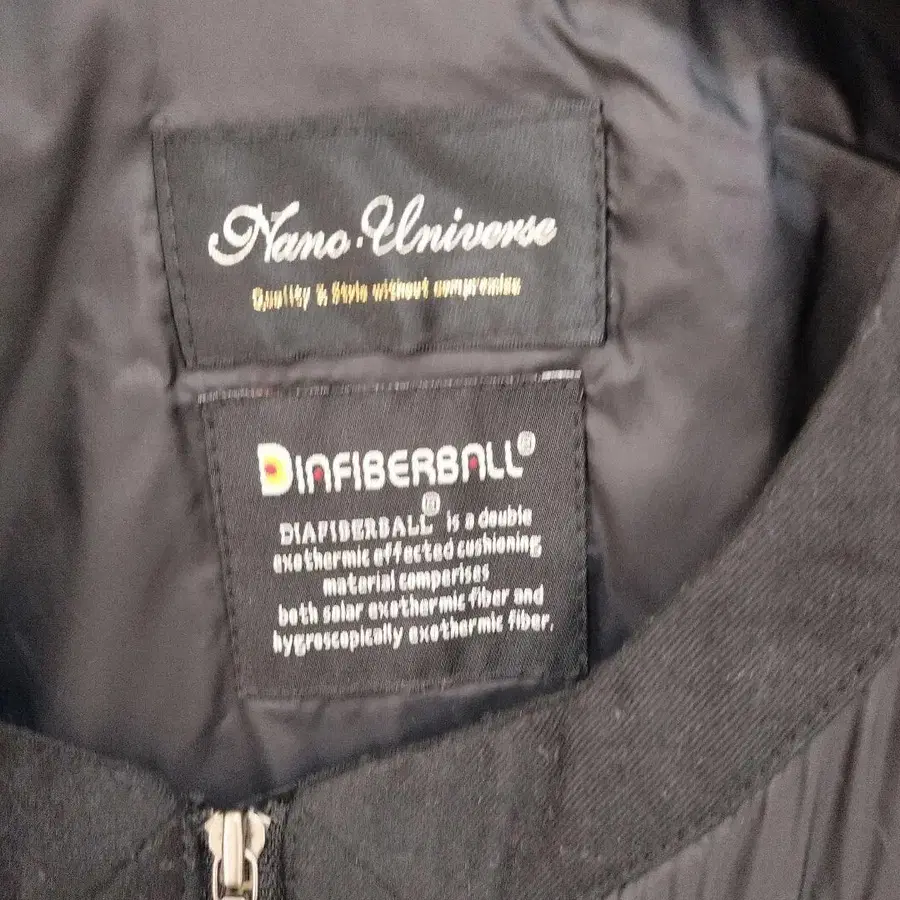 Nano·Universe
Quality & Style without compromise
DIAFIBERBALL®
DIAFIBERBALL® is a double
exothermic effected cushioning
material comperises
both solar exothermic fiber and
hygroscopically exothermic fiber.